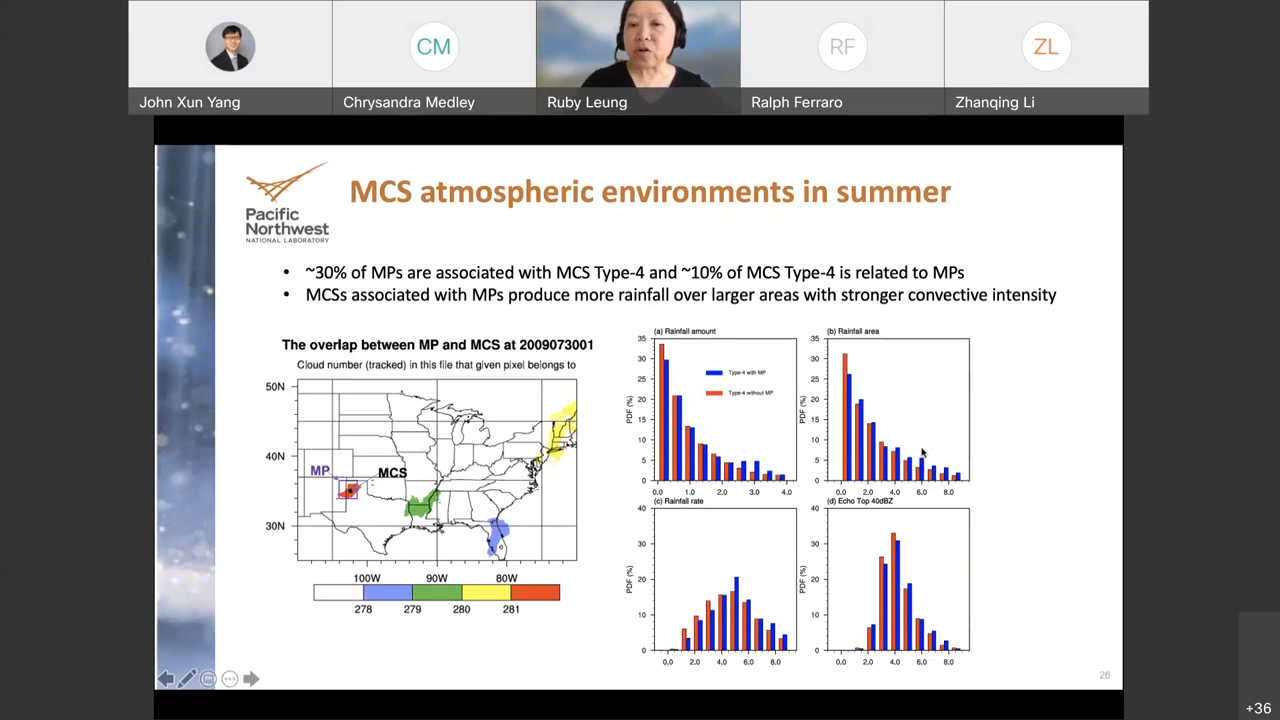 CM
RF
ZL
John Xun Yang
Chrysandra Medley
Ruby Leung
Ralph Ferraro
Zhanqing Li
Pacific
Northwest
NATIONAL LABORATORY
MCS atmospheric environments in summer
• ~30% of MPs are associated with MCS Type-4 and ~10% of MCS Type-4 is related to MPs
• MCSs associated with MPs produce more rainfall over larger areas with stronger convective intensity
The overlap between MP and MCS at 2009073001
Cloud number (tracked) in this file that given pixel belongs to
50N
40N
30N
MP
MCS
100W 90W 80W
278 279 280 281
(a) Rainfall amount
PDF (%)
35
30
25
20
15
10
5
0
Type-4 with MP
Type-4 without MP
0.0 1.0 2.0 3.0 4.0
(b) Rainfall area
PDF (%)
35
30
25
20
15
10
5
0
0.0 2.0 4.0 6.0 8.0
(c) Rainfall rate
PDF (%)
40
30
20
10
0
0.0 2.0 4.0 6.0 8.0
(d) Echo Top 40dBZ
PDF (%)
40
30
20
10
0
0.0 2.0 4.0 6.0 8.0
26
+36